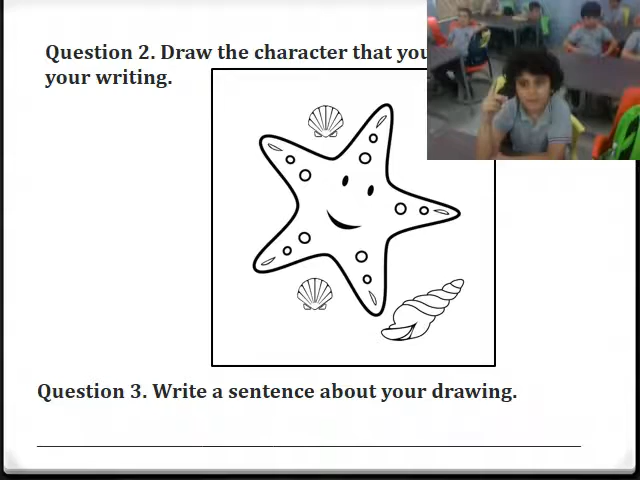 Question 2. Draw the character that you
your writing.
Question 3. Write a sentence about your drawing.